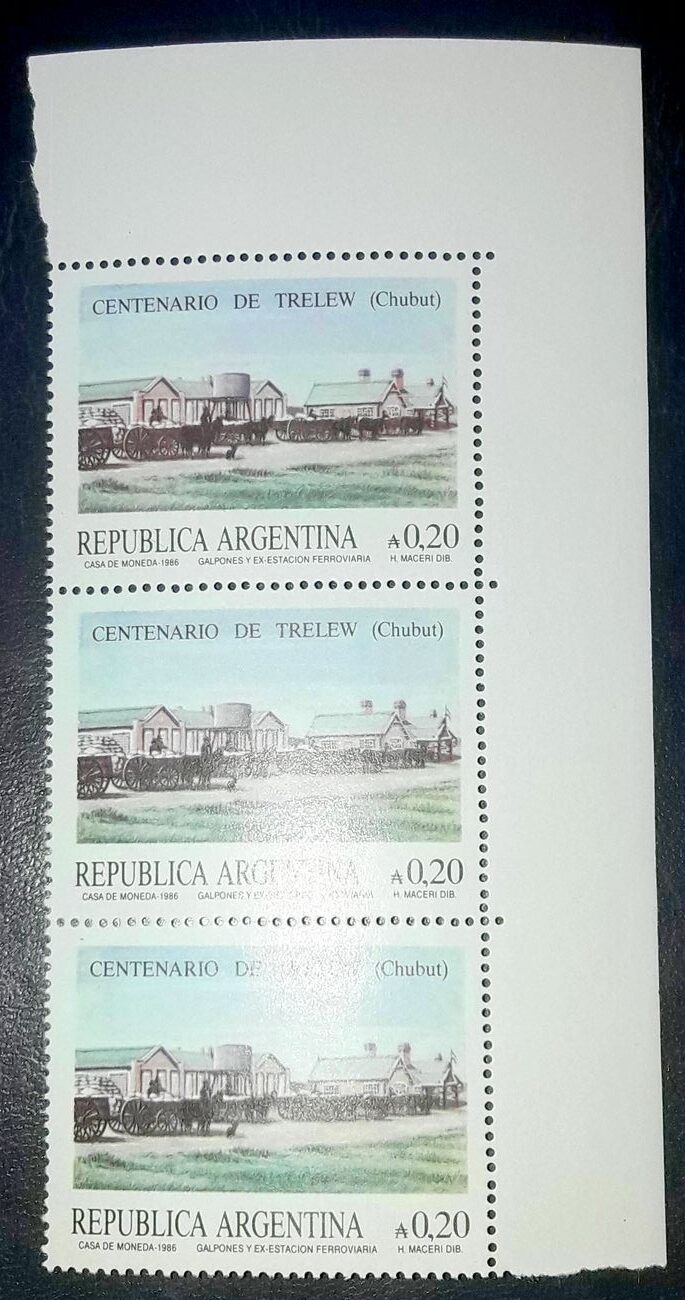 CENTENARIO DE TRELEW (Chubut)
REPUBLICA ARGENTINA ₳0,20
CASA DE MONEDA-1986 GALPONES Y EX-ESTACION FERROVIARIA H. MACERI DIB.
CENTENARIO DE TRELEW (Chubut)
REPUBLICA ARGENTINA ₳0,20
CASA DE MONEDA-1986 GALPONES Y H. MACERI DIB.
CENTENARIO DE (Chubut)
REPUBLICA ARGENTINA ₳0,20
CASA DE MONEDA-1986 GALPONES Y EX-ESTACION FERROVIARIA H. MACERI DIB.